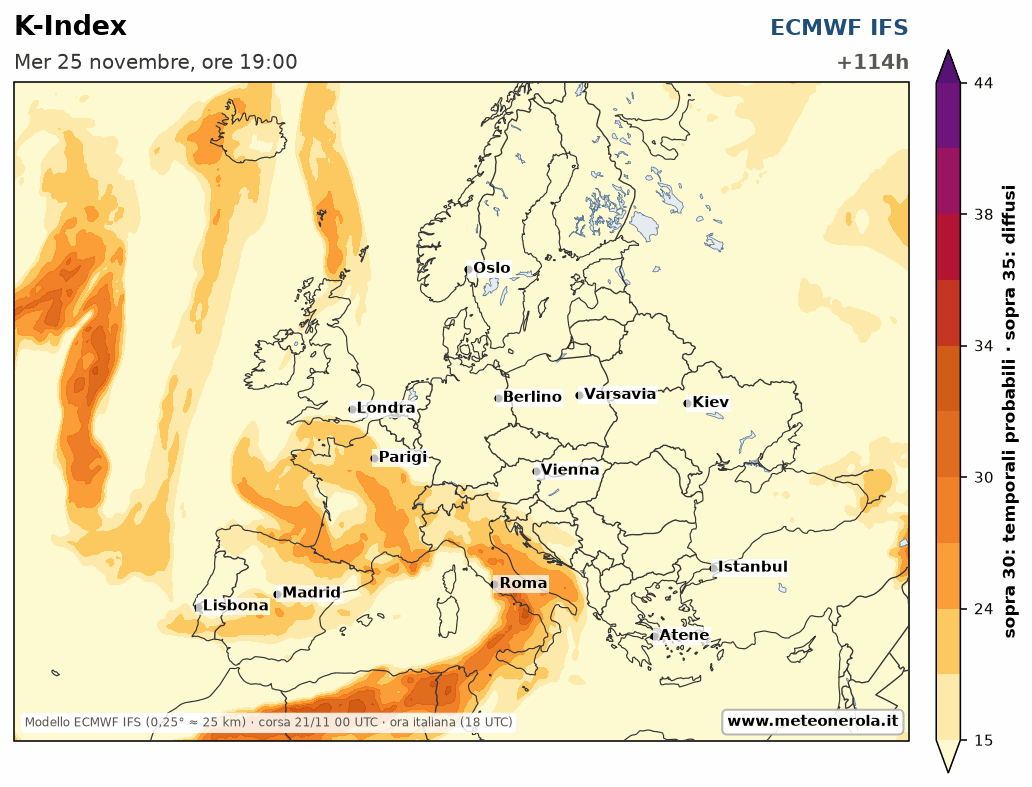 K-Index
ECMWF IFS
Mer 25 novembre, ore 19:00
+114h
44
38
34
30
24
15
sopra 30: temporali probabili · sopra 35: diffusi
Oslo
Berlino
Varsavia
Kiev
Londra
Parigi
Vienna
Istanbul
Roma
Madrid
Lisbona
Atene
Modello ECMWF IFS (0,25° ≈ 25 km) · corsa 21/11 00 UTC · ora italiana (18 UTC)
www.meteonerola.it